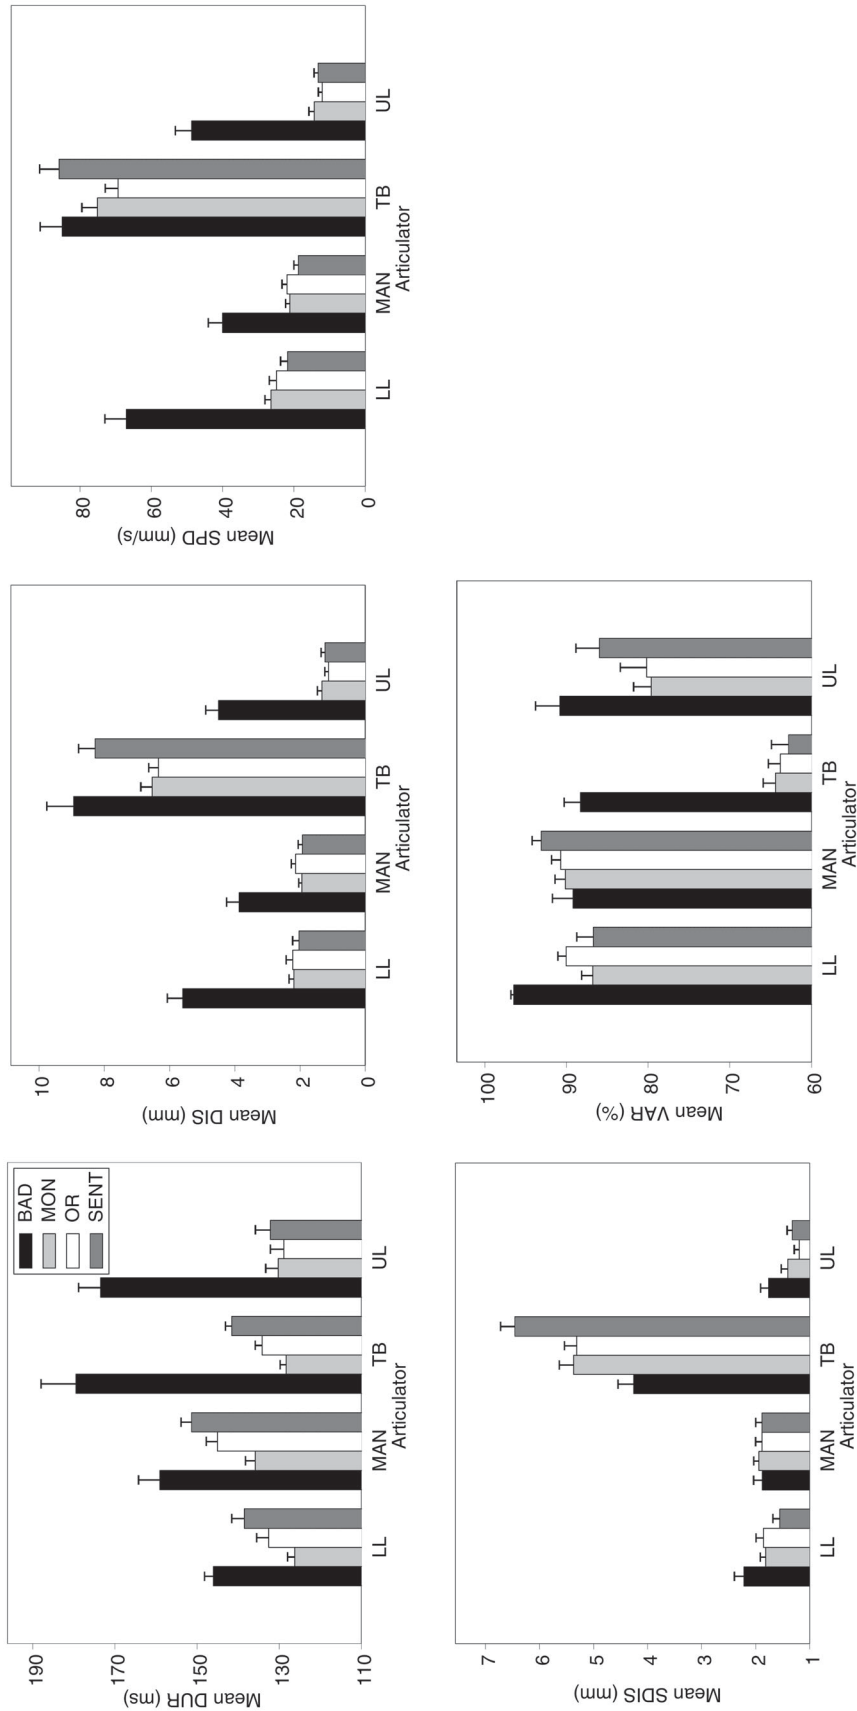 Mean DUR (ms)
190
170
150
130
110
LL
MAN
TB
UL
Articulator
BAD
MON
OR
SENT
Mean DIS (mm)
10
8
6
4
2
0
LL
MAN
TB
UL
Articulator
Mean SPD (mm/s)
80
60
40
20
0
LL
MAN
TB
UL
Articulator
Mean SDIS (mm)
7
6
5
4
3
2
1
LL
MAN
TB
UL
Articulator
Mean VAR (%)
100
90
80
70
60
LL
MAN
TB
UL
Articulator